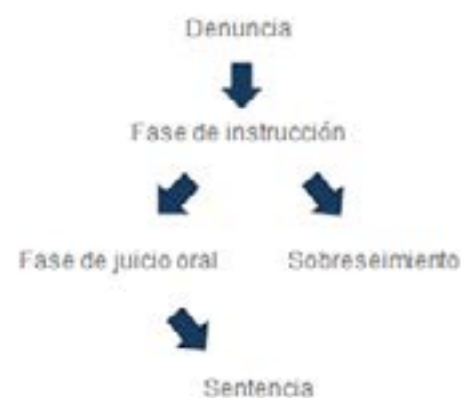 Denuncia
Fase de instrucción
Fase de juicio oral
Sobreseimiento
Sentencia